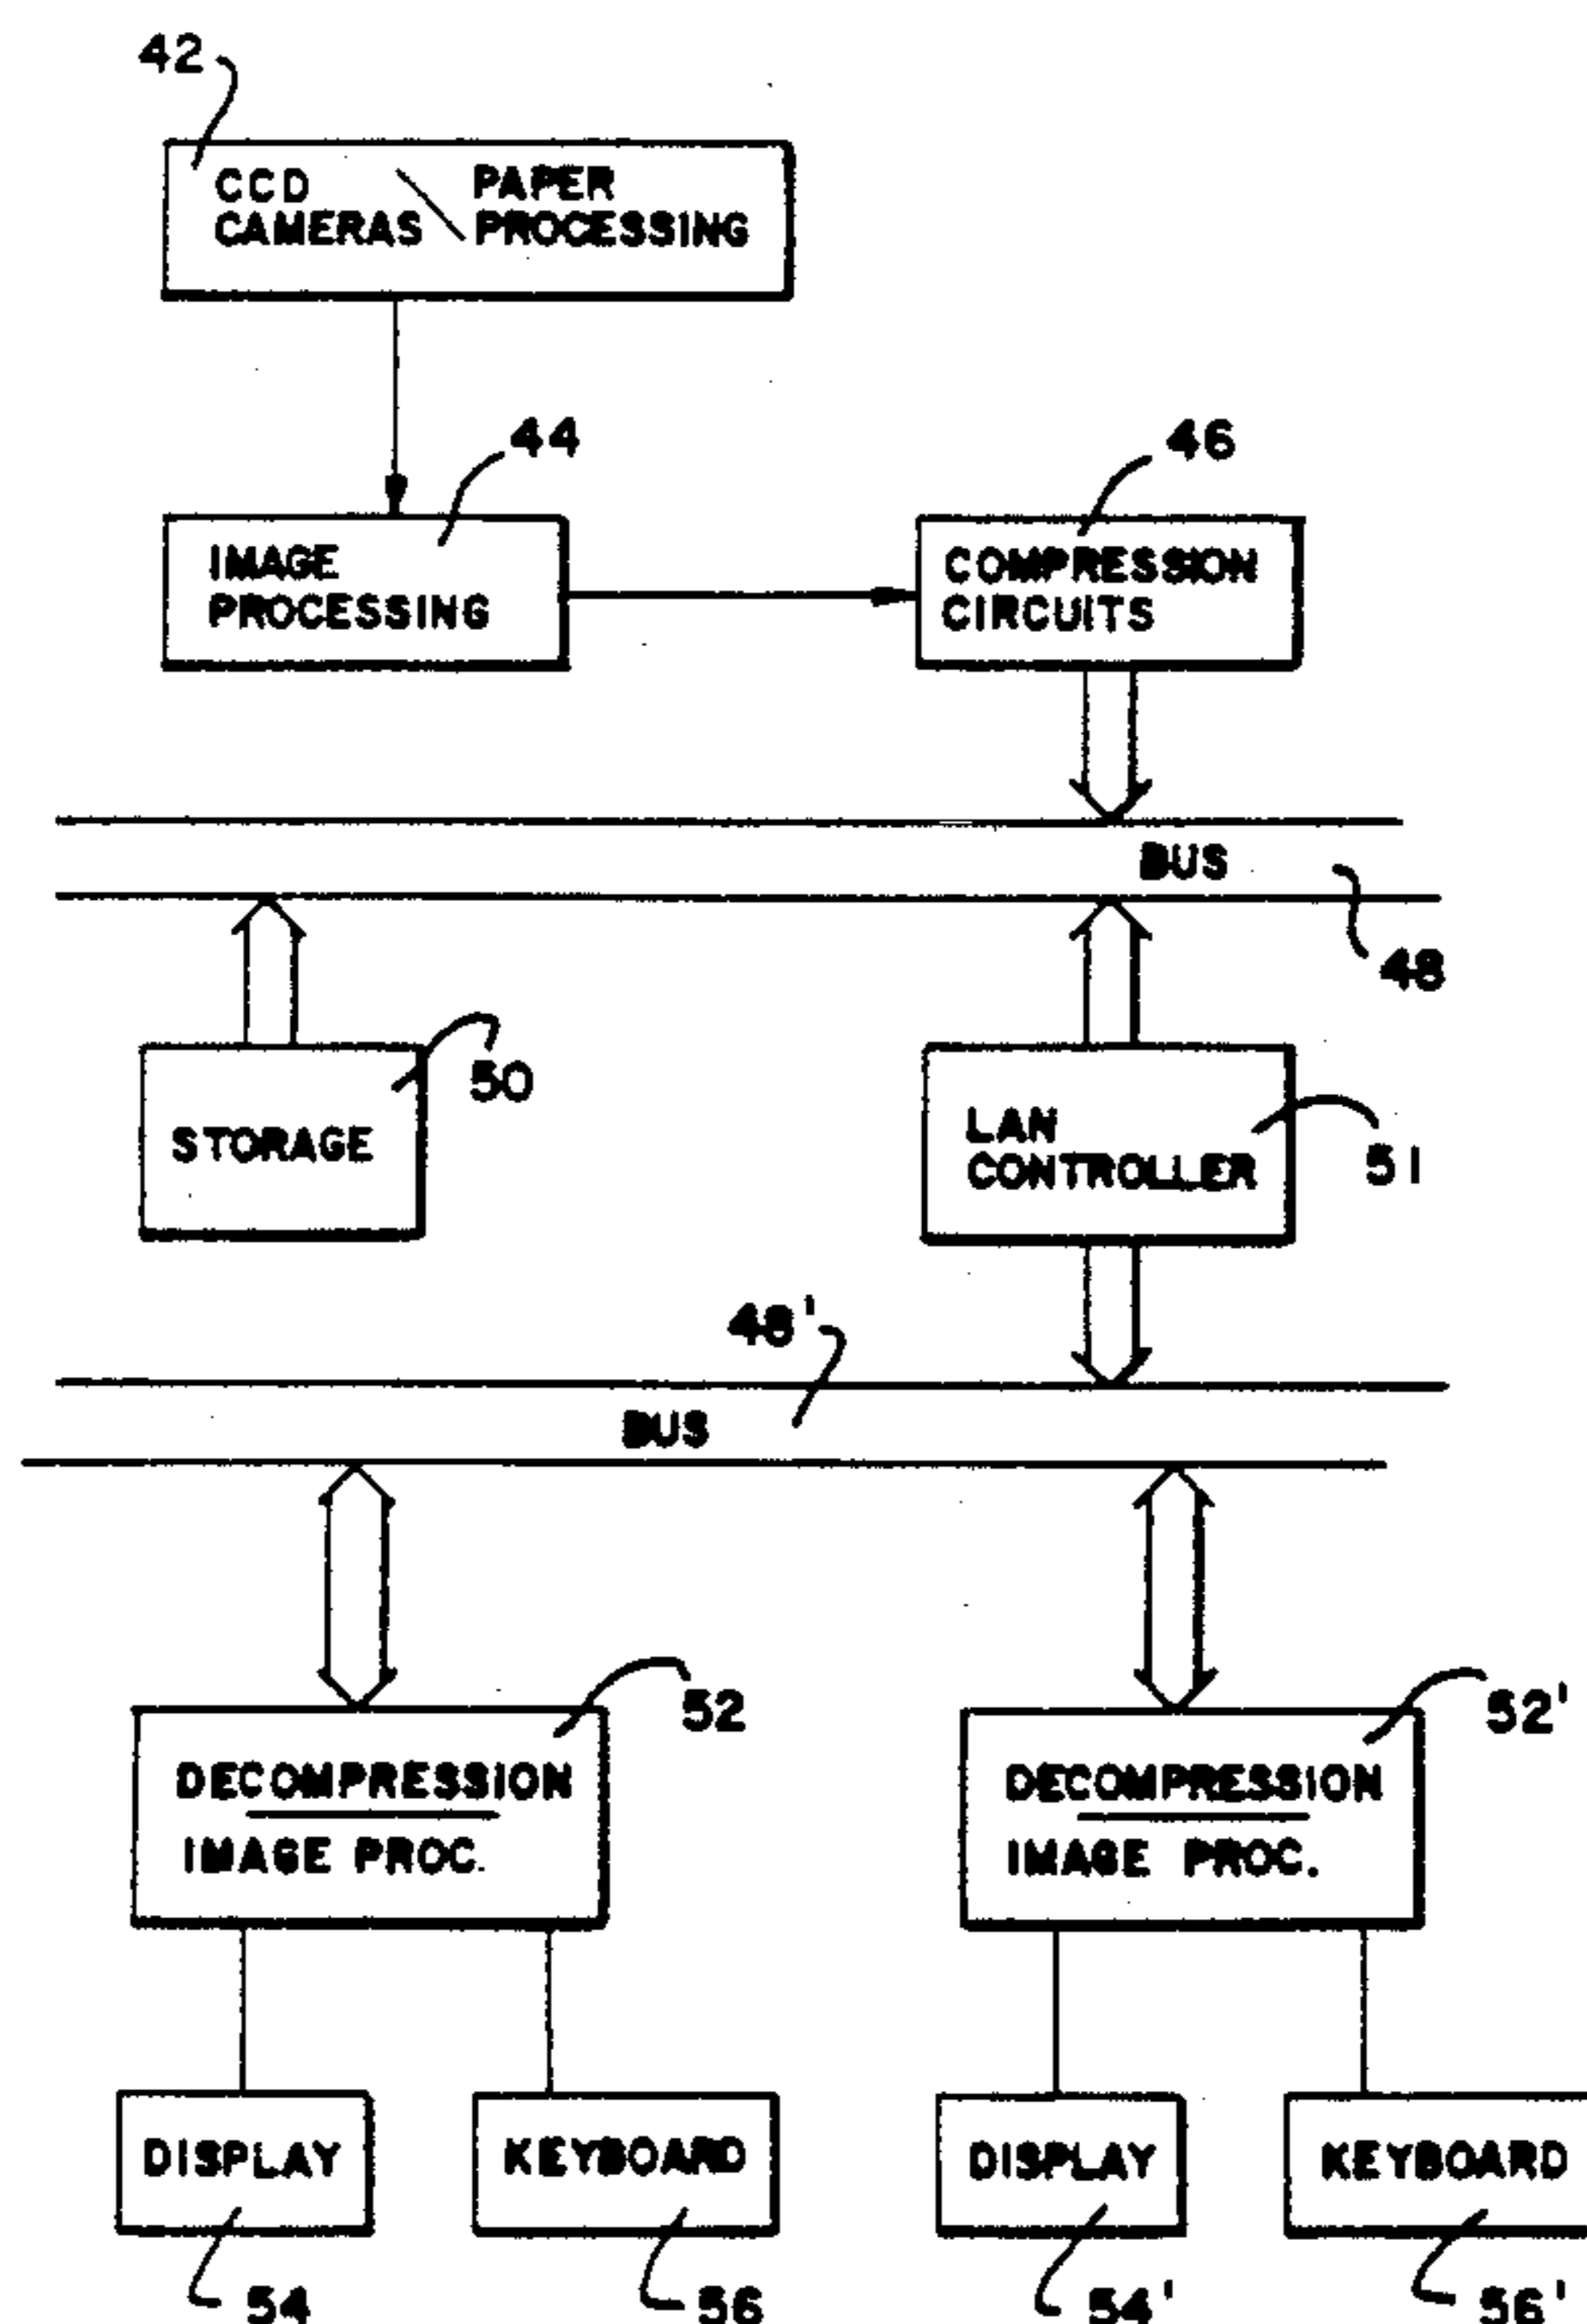 42
CCD
CAMERAS
PAPER
PROCESSING
44
46
IMAGE
PROCESSING
COMPRESSION
CIRCUITS
BUS
48
50
STORAGE
LAN
CONTROLLER
51
48'
BUS
52
52'
DECOMPRESSION
IMAGE PROC.
DECOMPRESSION
IMAGE PROC.
DISPLAY
KEYBOARD
DISPLAY
KEYBOARD
54
56
54'
56'